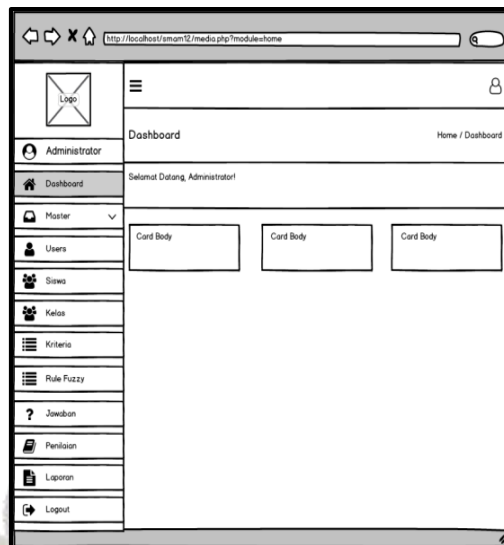 http://localhost/smam12/media.php?module=home
Logo
Administrator
Dashboard
Master
Users
Siswa
Kelas
Kriteria
Rule Fuzzy
? Jawaban
Penilaian
Laporan
Logout
Dashboard
Home / Dashboard
Selamat Datang, Administrator!
Card Body
Card Body
Card Body